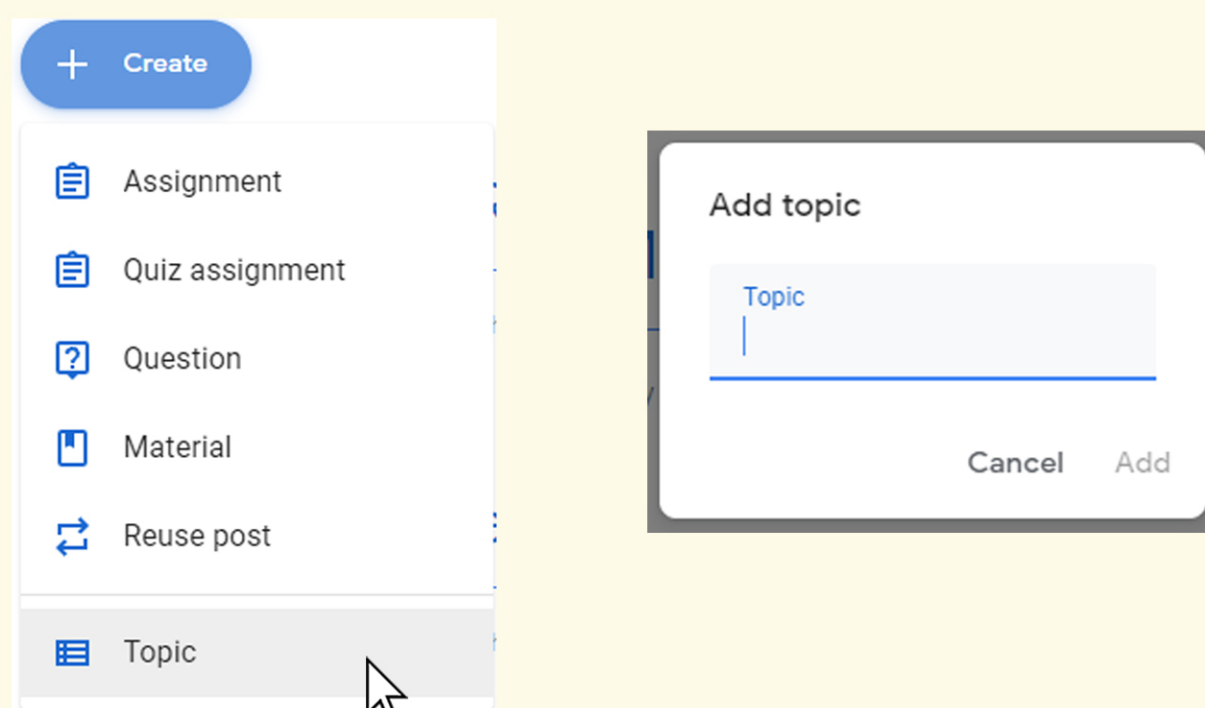 Create
Assignment
Quiz assignment
Question
Material
Reuse post
Topic
Add topic
Topic
Cancel Add